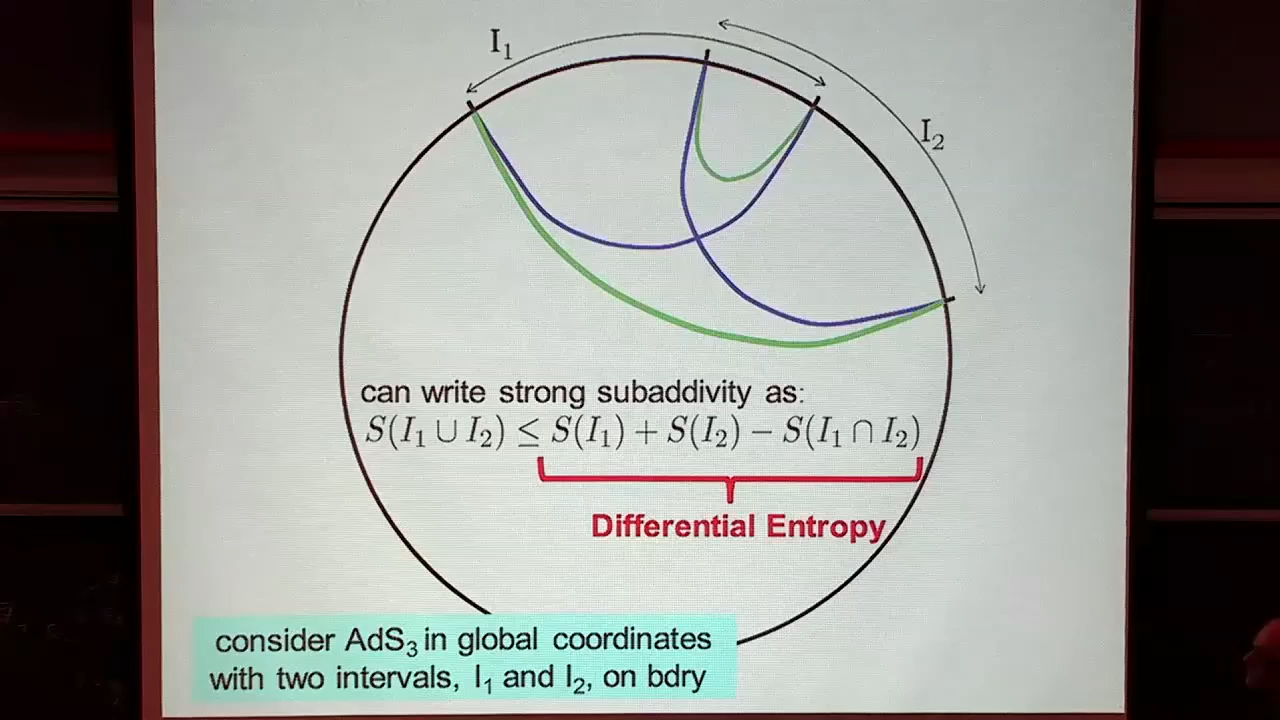 I₁
I₂
can write strong subaddivity as:
S(I₁ ∪ I₂) ≤ S(I₁) + S(I₂) − S(I₁ ∩ I₂)
Differential Entropy
consider AdS₃ in global coordinates
with two intervals, I₁ and I₂, on bdry